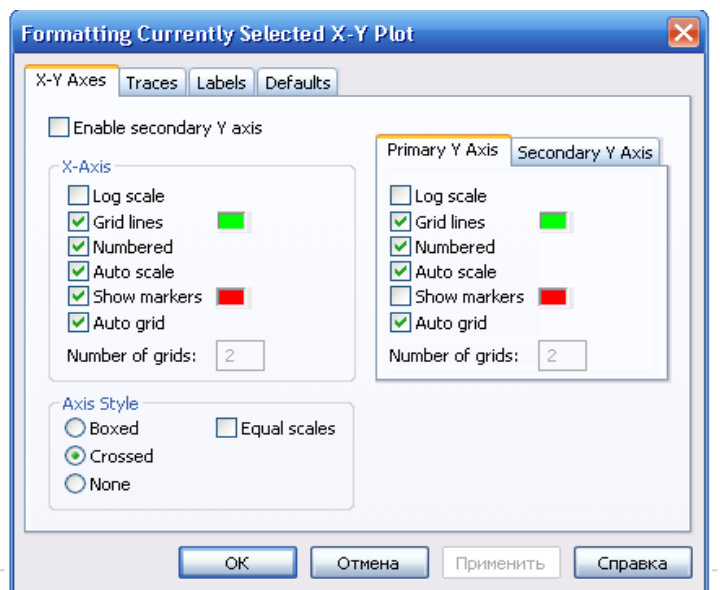 Formatting Currently Selected X-Y Plot
X-Y Axes Traces Labels Defaults
Enable secondary Y axis
X-Axis
Log scale
Grid lines
Numbered
Auto scale
Show markers
Auto grid
Number of grids: 2
Primary Y Axis Secondary Y Axis
Log scale
Grid lines
Numbered
Auto scale
Show markers
Auto grid
Number of grids: 2
Axis Style
Boxed Equal scales
Crossed
None
ОК Отмена Применить Справка